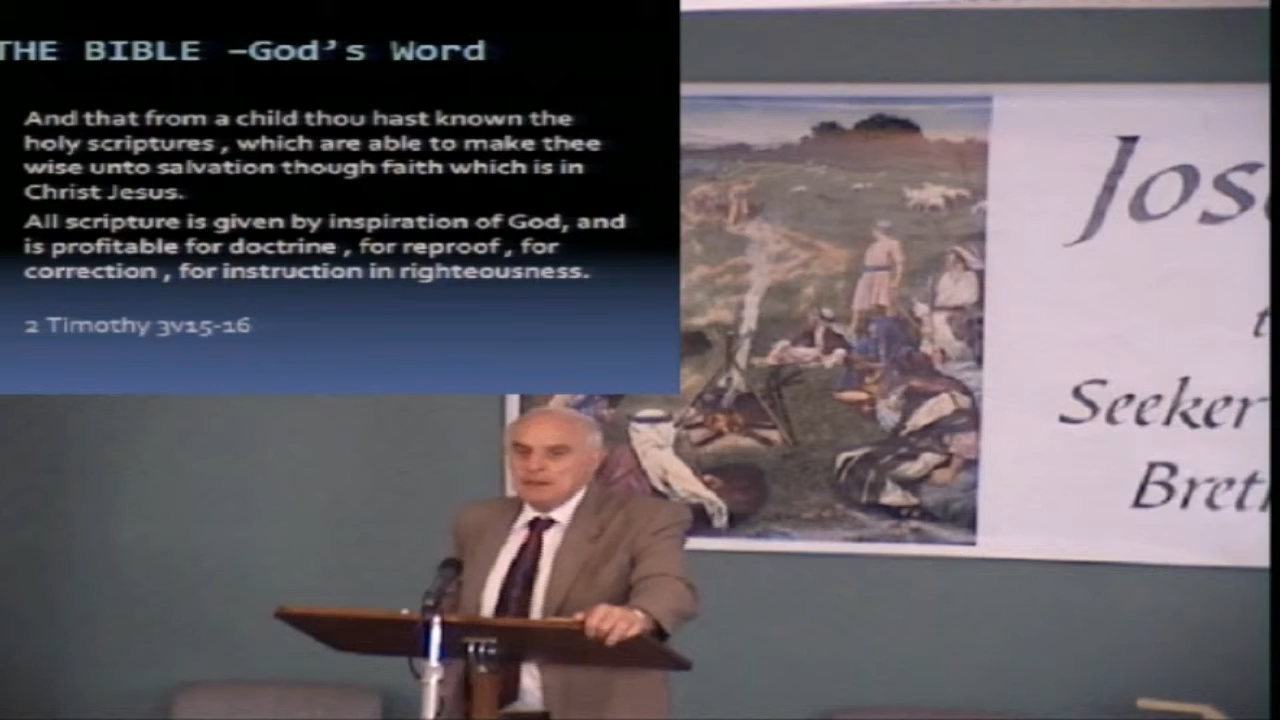 THE BIBLE –God's Word
And that from a child thou hast known the
holy scriptures , which are able to make thee
wise unto salvation though faith which is in
Christ Jesus.
All scripture is given by inspiration of God, and
is profitable for doctrine , for reproof , for
correction , for instruction in righteousness.
2 Timothy 3v15-16
Jos
t
Seeker
Bret